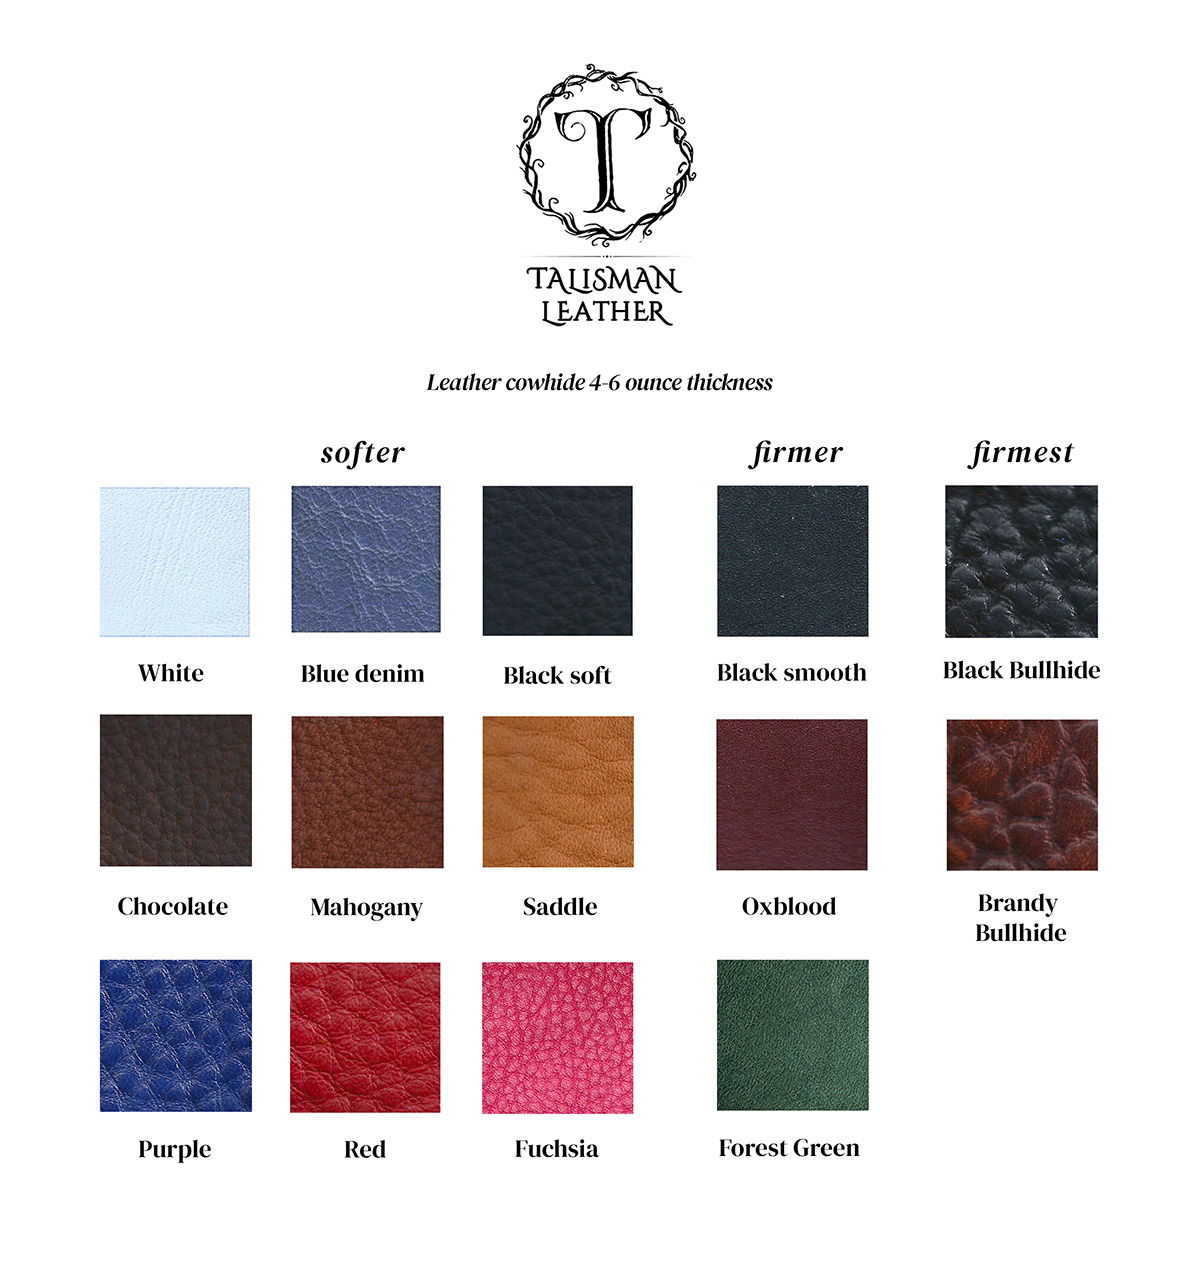 T
TALISMAN
LEATHER
Leather cowhide 4-6 ounce thickness
softer
firmer
firmest
White
Blue denim
Black soft
Black smooth
Black Bullhide
Chocolate
Mahogany
Saddle
Oxblood
Brandy
Bullhide
Purple
Red
Fuchsia
Forest Green